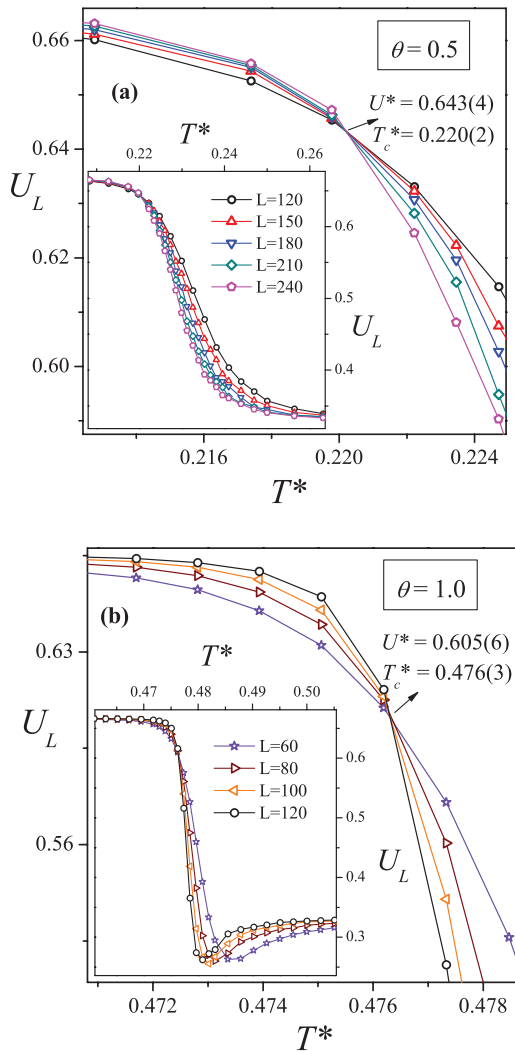 0.66
θ = 0.5
(a)
U* = 0.643(4)
T_c* = 0.220(2)
T*
0.22 0.24 0.26
0.64
U_L
L=120
L=150
L=180
L=210
L=240
0.6
0.5
0.4
U_L
0.62
0.60
0.216 0.220 0.224
T*
(b)
θ = 1.0
U* = 0.605(6)
T_c* = 0.476(3)
0.63
T*
0.47 0.48 0.49 0.50
U_L
L=60
L=80
L=100
L=120
0.6
0.5
0.4
0.3
U_L
0.56
0.472 0.474 0.476 0.478
T*